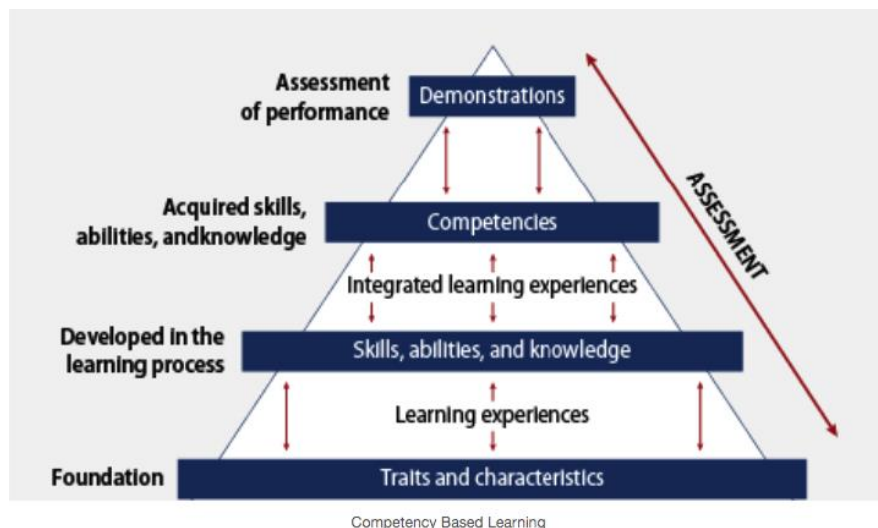 Assessment
of performance
Demonstrations
ASSESSMENT
Acquired skills,
abilities, andknowledge
Competencies
Integrated learning experiences
Developed in the
learning process
Skills, abilities, and knowledge
Learning experiences
Foundation
Traits and characteristics
Competency Based Learning